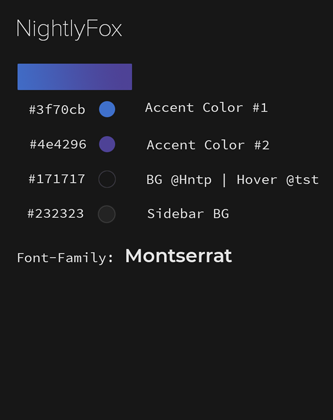 NightlyFox
#3f70cb Accent Color #1
#4e4296 Accent Color #2
#171717 BG @Hntp | Hover @tst
#232323 Sidebar BG
Font-Family: Montserrat